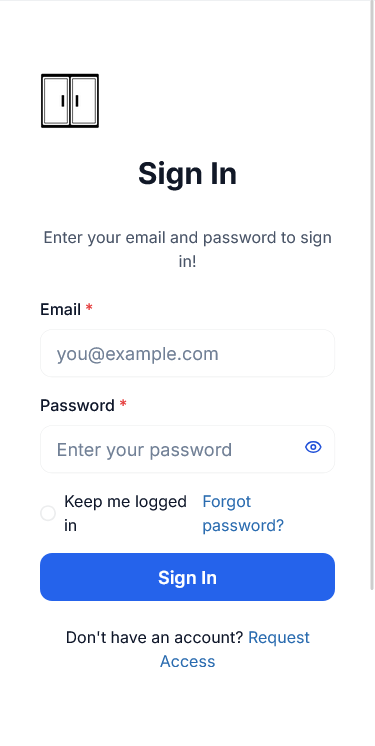 Sign In
Enter your email and password to sign
in!
Email *
you@example.com
Password *
Enter your password
Keep me logged
in
Forgot
password?
Sign In
Don't have an account? Request
Access